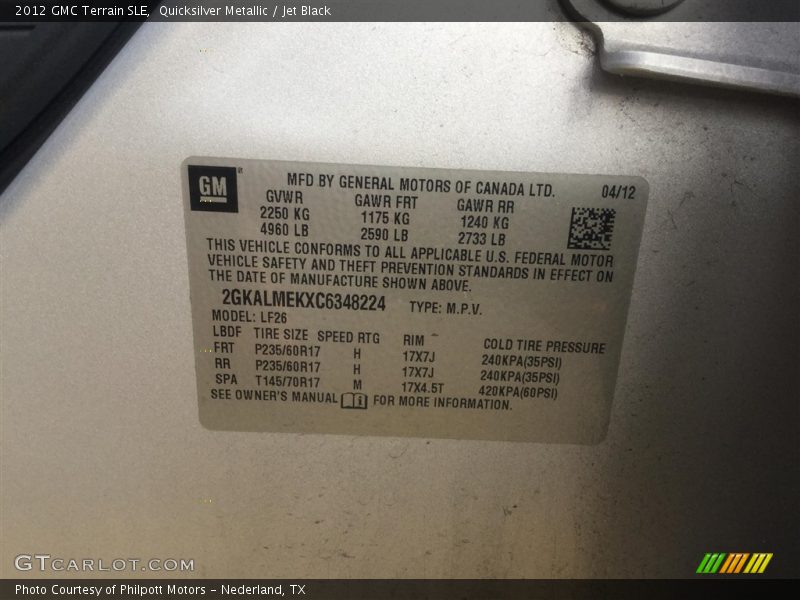 2012 GMC Terrain SLE, Quicksilver Metallic / Jet Black
GM MFD BY GENERAL MOTORS OF CANADA LTD. 04/12
GVWR GAWR FRT GAWR RR
2250 KG 1175 KG 1240 KG
4960 LB 2590 LB 2733 LB
THIS VEHICLE CONFORMS TO ALL APPLICABLE U.S. FEDERAL MOTOR
VEHICLE SAFETY AND THEFT PREVENTION STANDARDS IN EFFECT ON
THE DATE OF MANUFACTURE SHOWN ABOVE.
2GKALMEKXC6348224 TYPE: M.P.V.
MODEL: LF26
LBDF TIRE SIZE SPEED RTG RIM COLD TIRE PRESSURE
FRT P235/60R17 H 17X7J 240KPA(35PSI)
RR P235/60R17 H 17X7J 240KPA(35PSI)
SPA T145/70R17 M 17X4.5T 420KPA(60PSI)
SEE OWNER'S MANUAL FOR MORE INFORMATION.
GTCARLOT.COM
Photo Courtesy of Philpott Motors - Nederland, TX